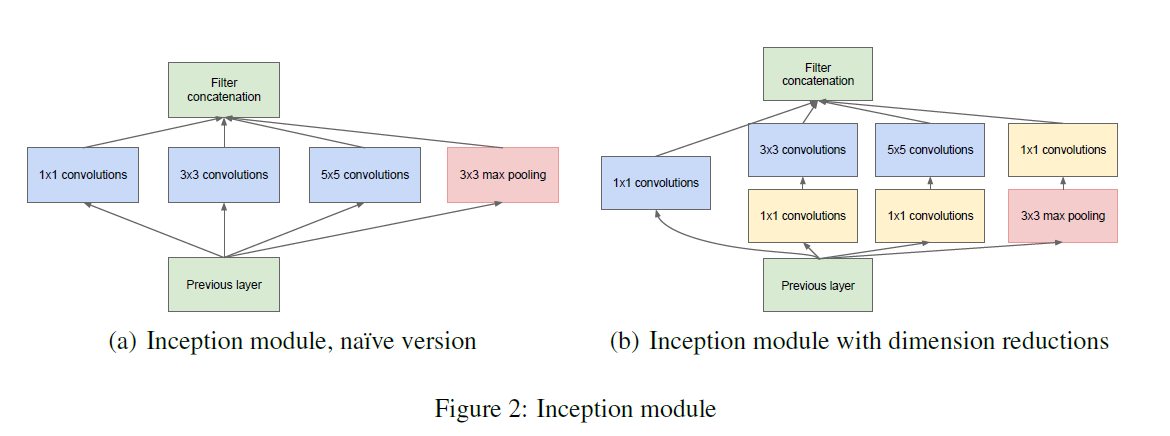 Filter
concatenation
1x1 convolutions
3x3 convolutions
5x5 convolutions
3x3 max pooling
Previous layer
(a) Inception module, naïve version
Filter
concatenation
1x1 convolutions
3x3 convolutions
5x5 convolutions
1x1 convolutions
1x1 convolutions
1x1 convolutions
3x3 max pooling
Previous layer
(b) Inception module with dimension reductions
Figure 2: Inception module